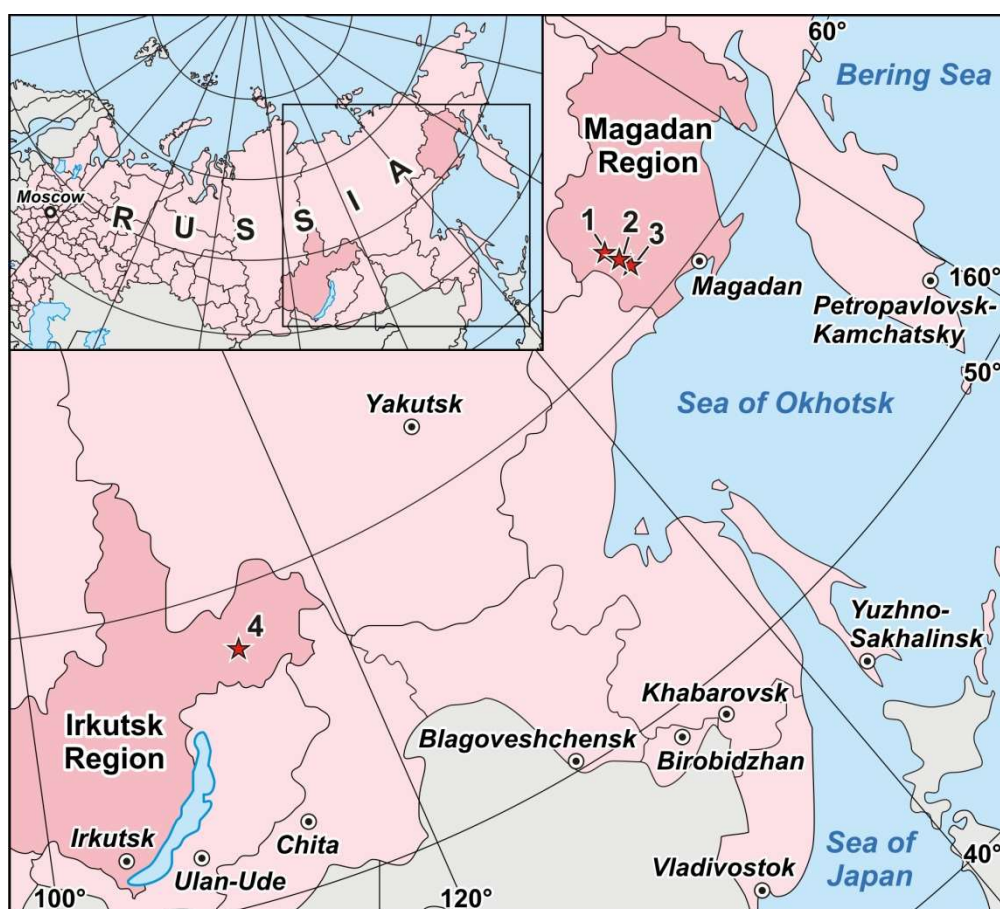 Moscow
R U S S I A
60°
Bering Sea
Magadan
Region
1
2
3
Magadan
160°
Petropavlovsk-
Kamchatsky
50°
Sea of Okhotsk
Yakutsk
4
Yuzhno-
Sakhalinsk
Irkutsk
Region
Khabarovsk
Blagoveshchensk
Birobidzhan
Irkutsk
Chita
Ulan-Ude
Vladivostok
Sea of
Japan
40°
100°
120°